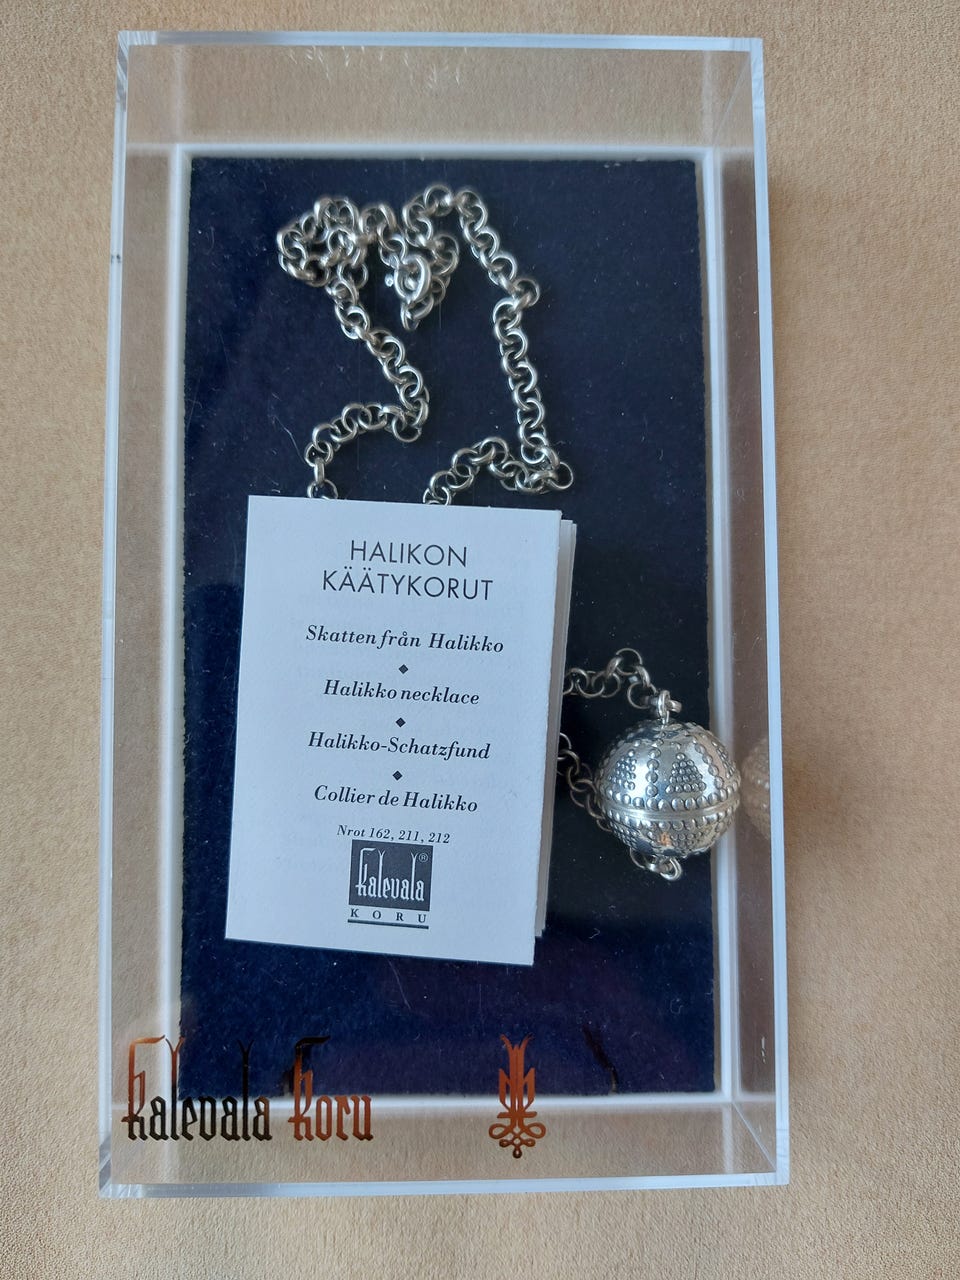 HALIKON
KÄÄTYKORUT
Skatten från Halikko
Halikko necklace
Halikko-Schatzfund
Collier de Halikko
Nrot 162, 211, 212
Kalevala®
KORU
Kalevala Koru